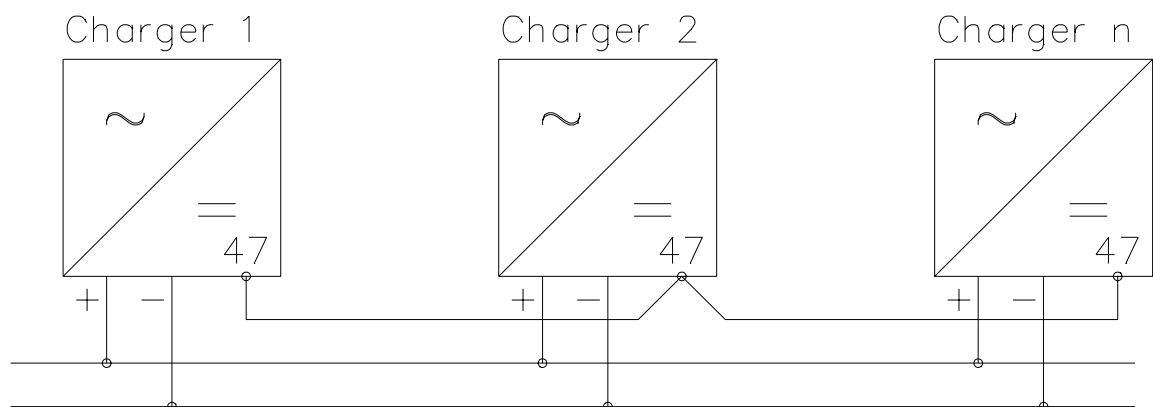 Charger 1 Charger 2 Charger n
~ ~ ~
= = =
47 47 47
+ − + − + −